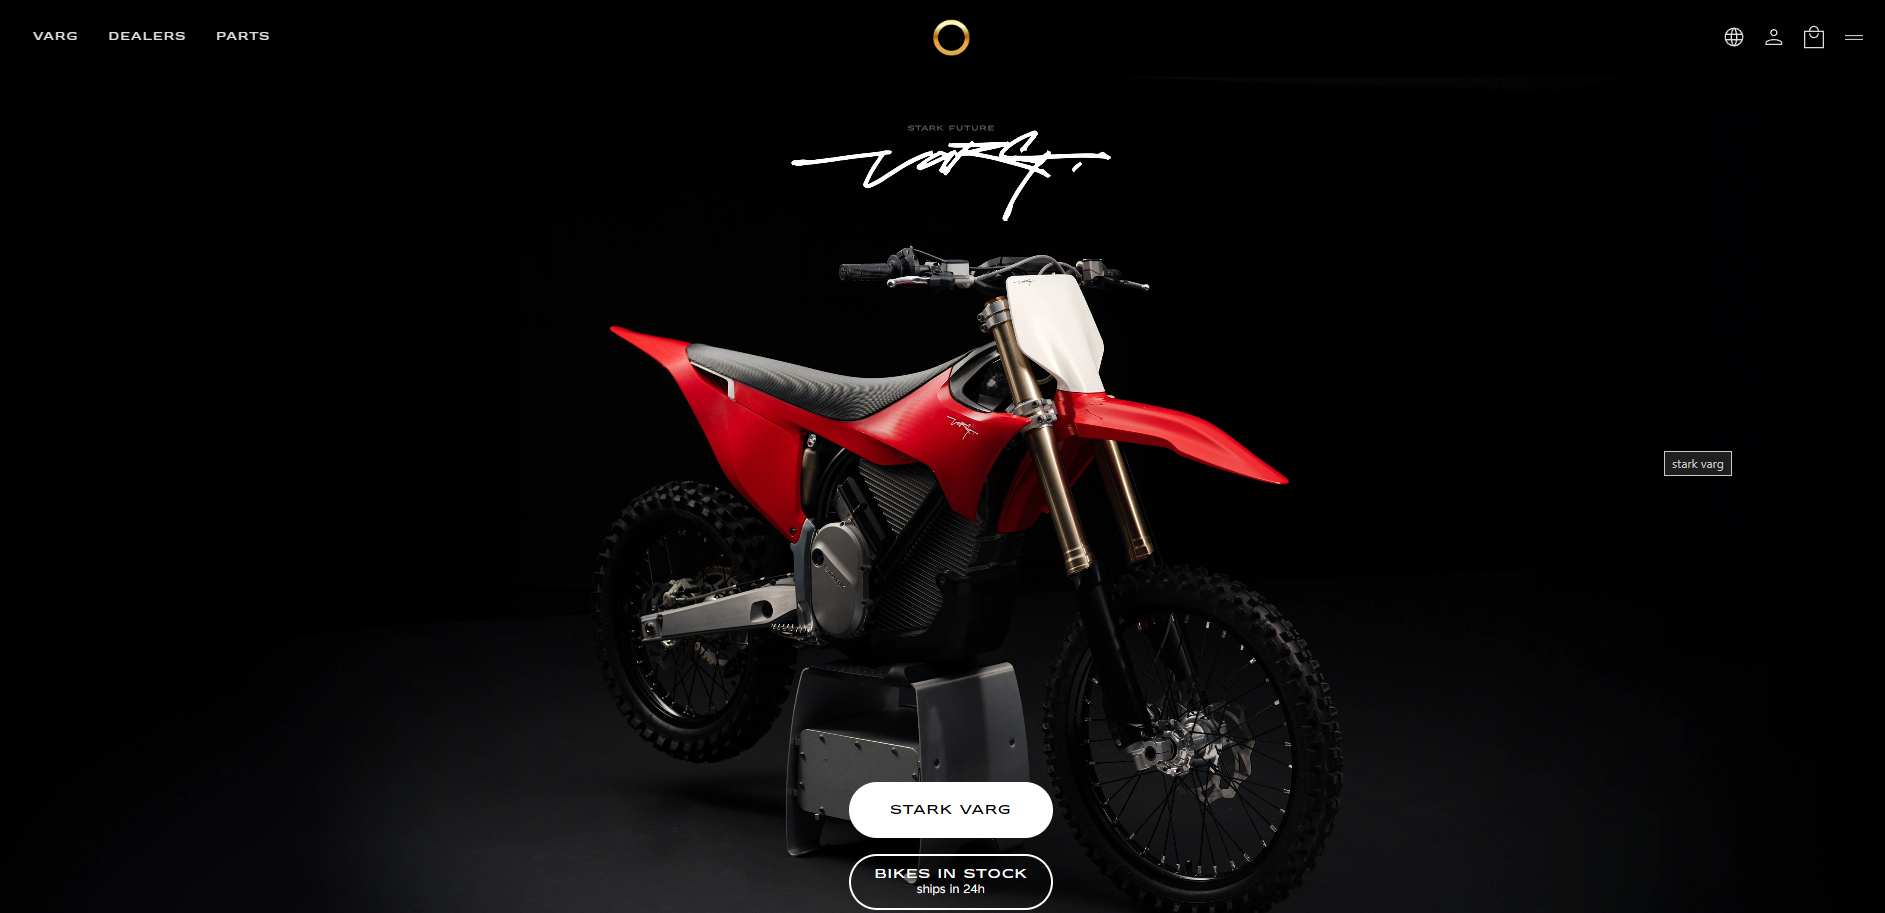 VARG DEALERS PARTS
STARK FUTURE
VARG
stark varg
STARK VARG
BIKES IN STOCK
ships in 24h